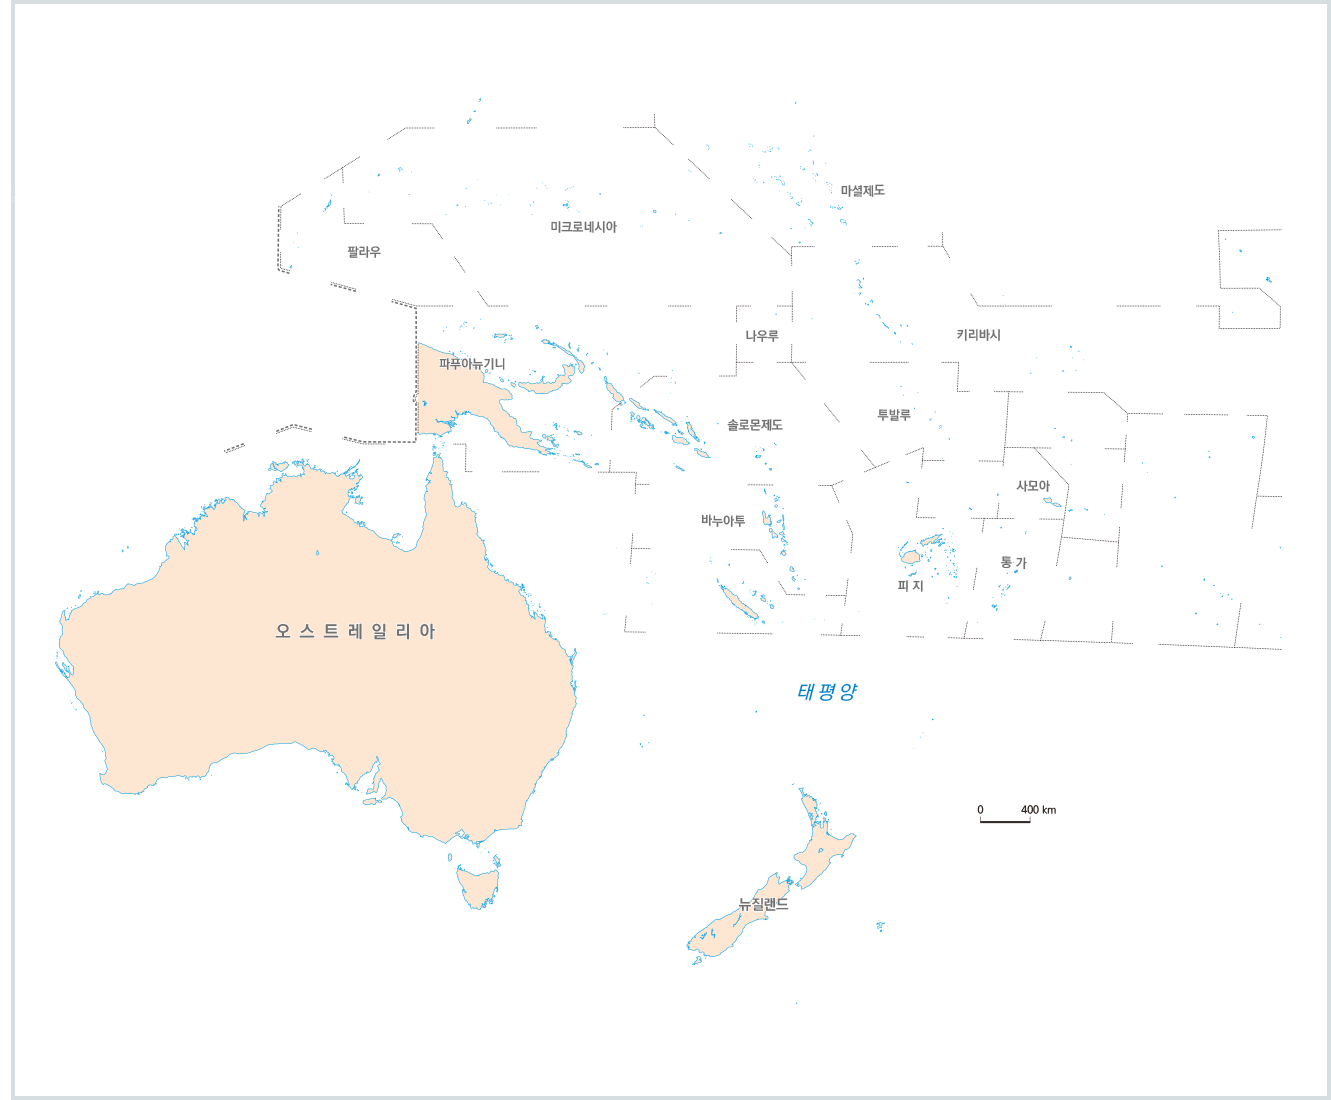 마셜제도
미크로네시아
팔라우
나우루
키리바시
파푸아뉴기니
투발루
솔로몬제도
사모아
바누아투
통 가
피 지
오 스 트 레 일 리 아
태 평 양
0 400 km
뉴질랜드